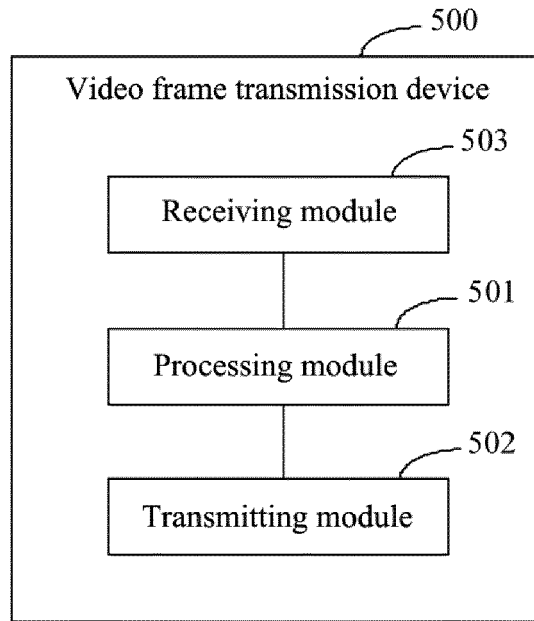 500
Video frame transmission device
503
Receiving module
501
Processing module
502
Transmitting module